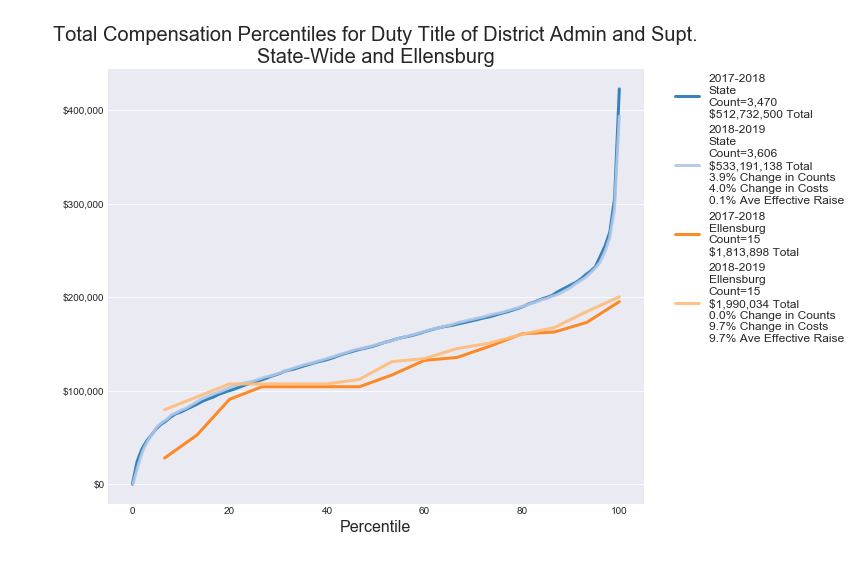 Total Compensation Percentiles for Duty Title of District Admin and Supt.
State-Wide and Ellensburg
$400,000
$300,000
$200,000
$100,000
$0
0
20
40
60
80
100
Percentile
2017-2018
State
Count=3,470
$512,732,500 Total
2018-2019
State
Count=3,606
$533,191,138 Total
3.9% Change in Counts
4.0% Change in Costs
0.1% Ave Effective Raise
2017-2018
Ellensburg
Count=15
$1,813,898 Total
2018-2019
Ellensburg
Count=15
$1,990,034 Total
0.0% Change in Counts
9.7% Change in Costs
9.7% Ave Effective Raise